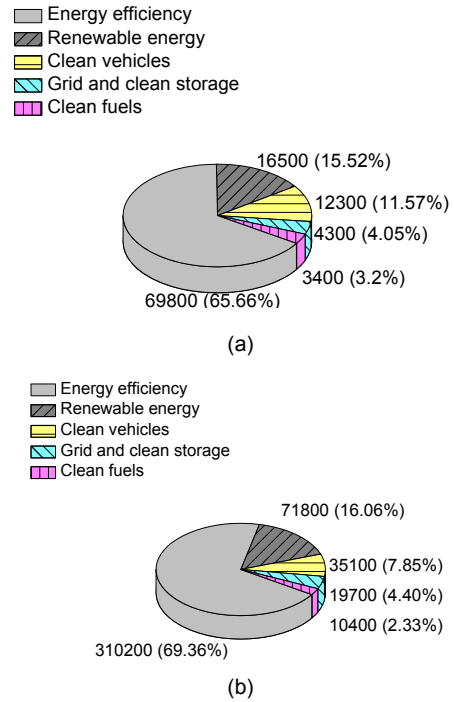 Energy efficiency
Renewable energy
Clean vehicles
Grid and clean storage
Clean fuels
16500 (15.52%)
12300 (11.57%)
4300 (4.05%)
3400 (3.2%)
69800 (65.66%)
(a)
Energy efficiency
Renewable energy
Clean vehicles
Grid and clean storage
Clean fuels
71800 (16.06%)
35100 (7.85%)
19700 (4.40%)
10400 (2.33%)
310200 (69.36%)
(b)